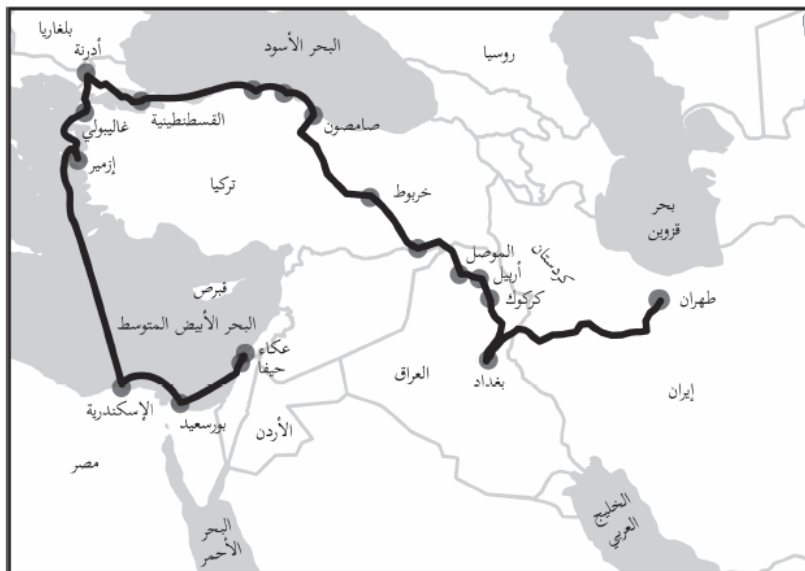 بلغاريا
أدرنة
البحر الأسود
روسيا
القسطنطينية
غاليبولي
صامصون
إزمير
تركيا
خربوط
بحر
قزوين
الموصل
أربيل
كردستان
كركوك
طهران
قبرص
البحر الأبيض المتوسط
عكاء
حيفا
بغداد
العراق
إيران
الإسكندرية
بورسعيد
الأردن
مصر
البحر
الأحمر
الخليج
العربي